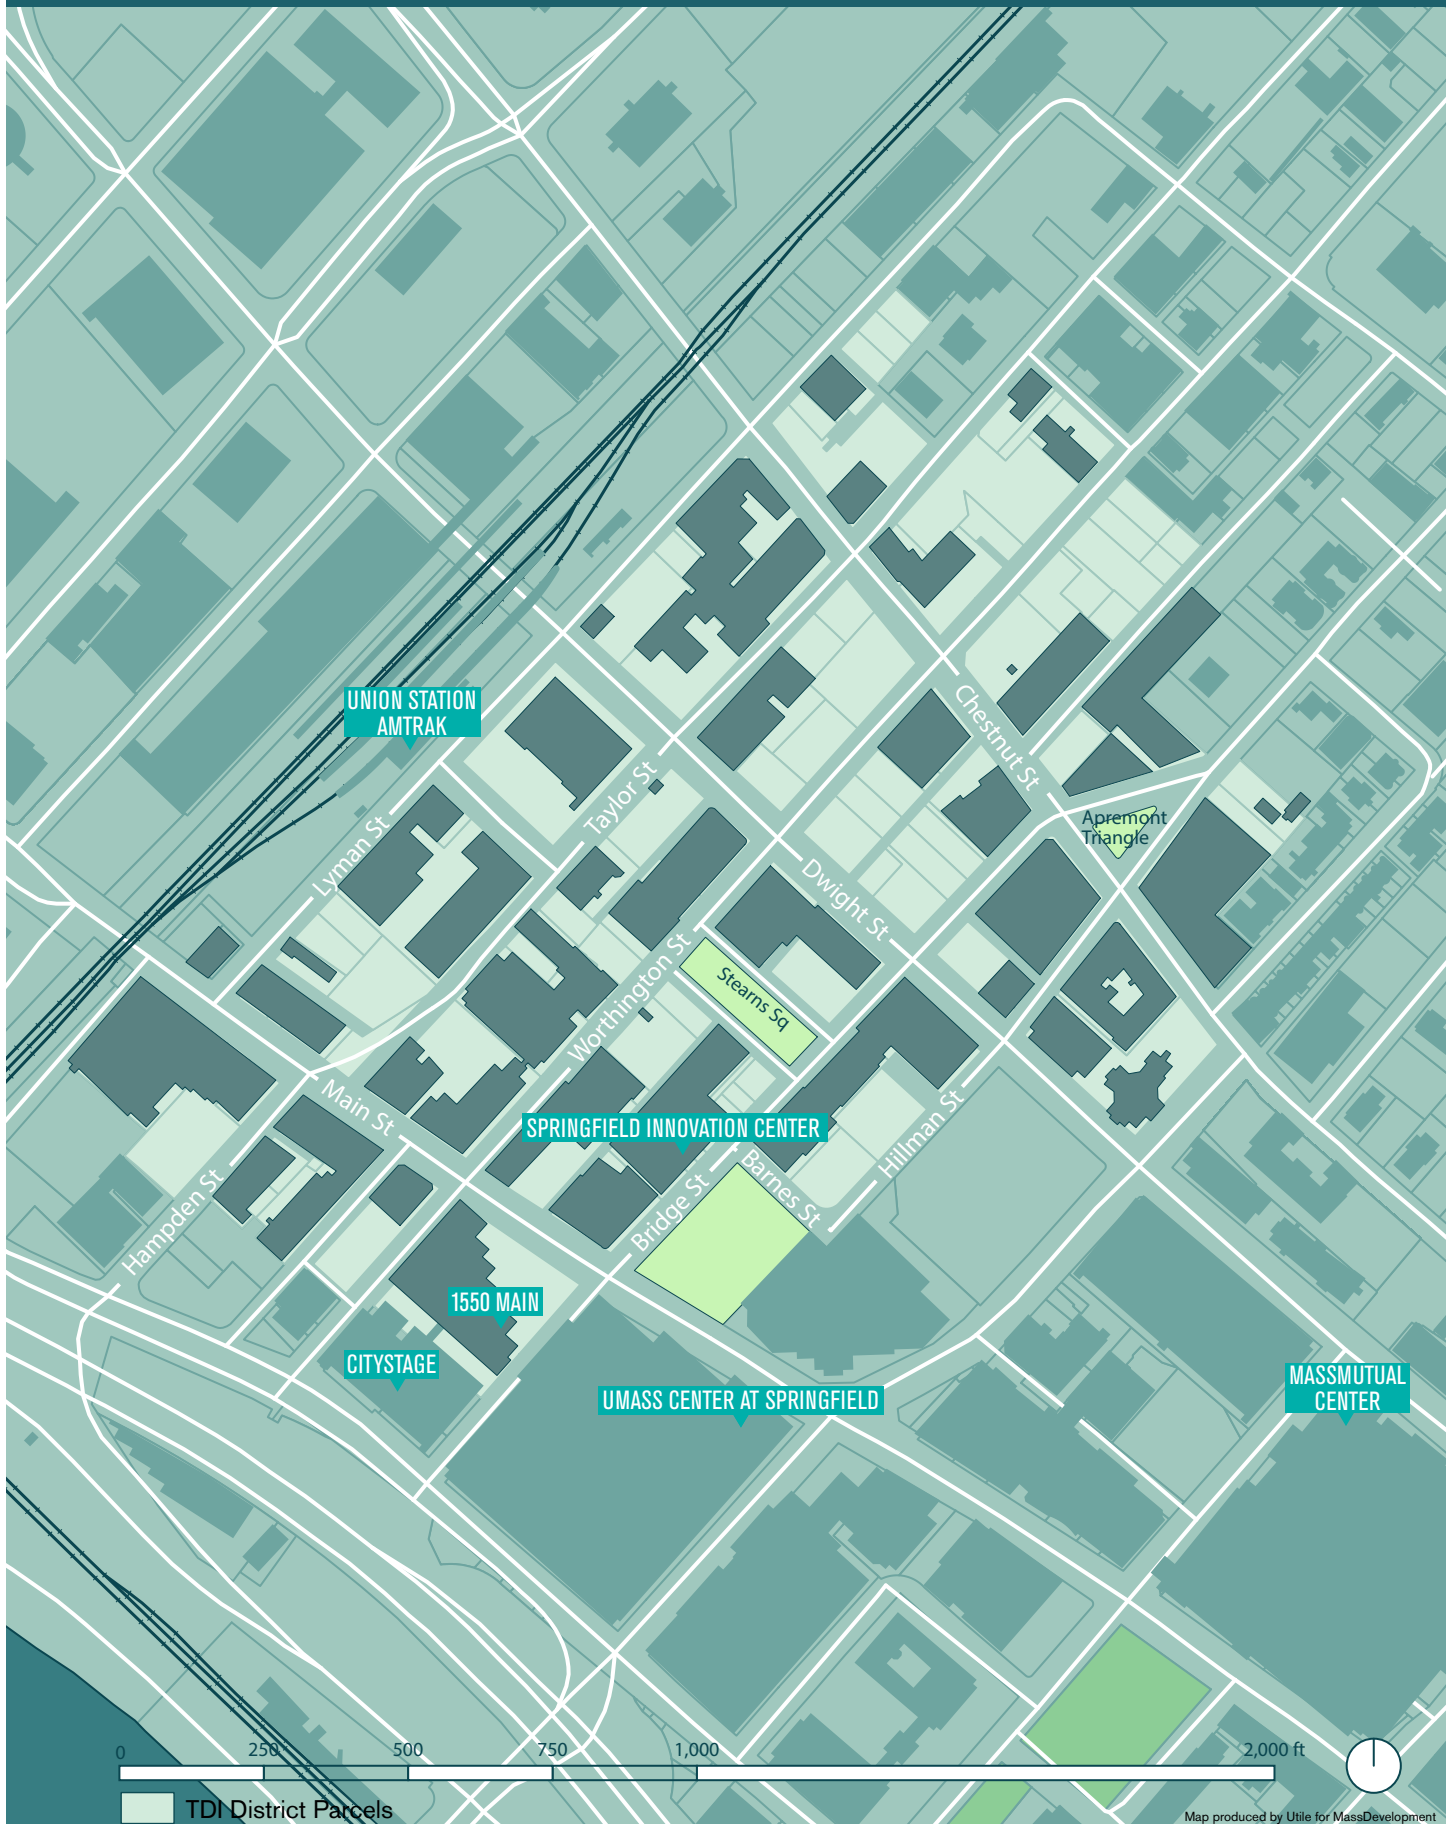 UNION STATION
AMTRAK
Chestnut St
Taylor St
Apremont
Triangle
Lyman St
Dwight St
Worthington St
Stearns Sq
Main St
SPRINGFIELD INNOVATION CENTER
Hillman St
Barnes St
Bridge St
Hampden St
1550 MAIN
CITYSTAGE
UMASS CENTER AT SPRINGFIELD
MASSMUTUAL
CENTER
0 250 500 750 1,000 2,000 ft
TDI District Parcels
Map produced by Utile for MassDevelopment